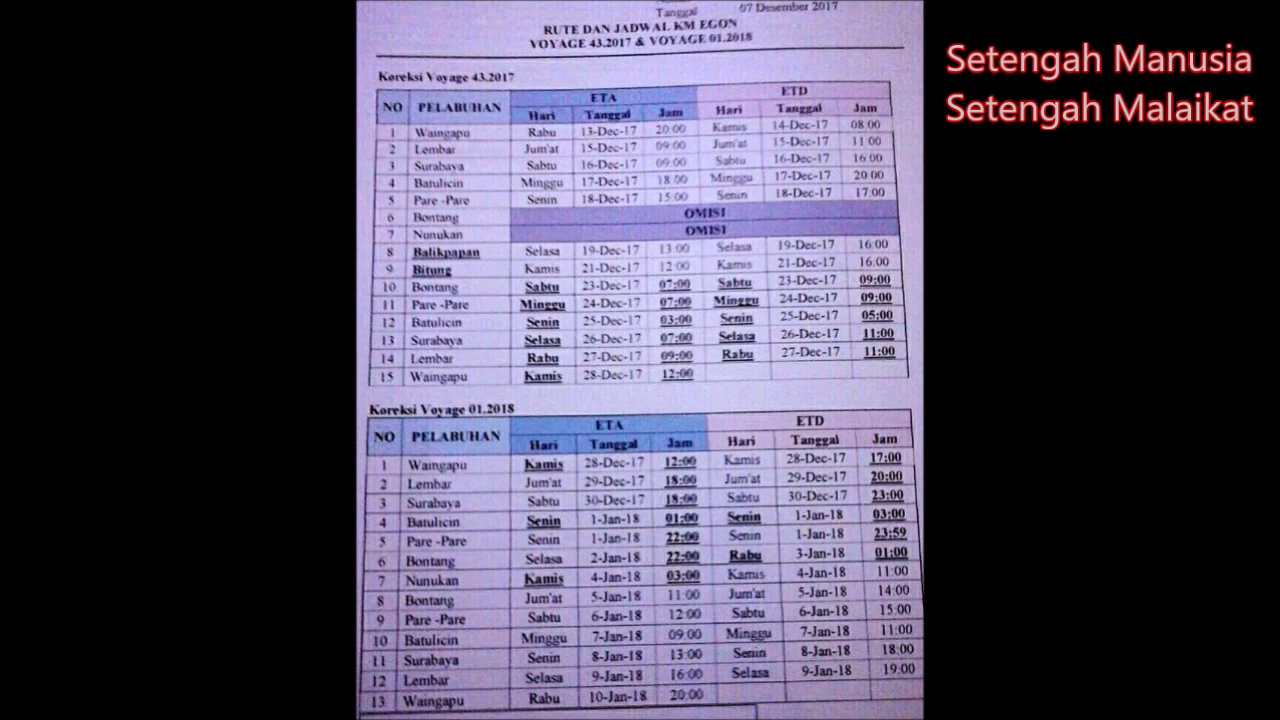 Tanggal 07 Desember 2017
RUTE DAN JADWAL KM EGON
VOYAGE 43.2017 & VOYAGE 01.2018
Setengah Manusia
Setengah Malaikat
Koreksi Voyage 43.2017
NO PELABUHAN ETA ETD
Hari Tanggal Jam Hari Tanggal Jam
1 Waingapu Rabu 13-Dec-17 20:00 Kamis 14-Dec-17 08:00
2 Lembar Jum'at 15-Dec-17 09:00 Jum'at 15-Dec-17 11:00
3 Surabaya Sabtu 16-Dec-17 09:00 Sabtu 16-Dec-17 16:00
4 Batulicin Minggu 17-Dec-17 18:00 Minggu 17-Dec-17 20:00
5 Pare -Pare Senin 18-Dec-17 15:00 Senin 18-Dec-17 17:00
6 Bontang OMISI
7 Nunukan OMISI
8 Balikpapan Selasa 19-Dec-17 13:00 Selasa 19-Dec-17 16:00
9 Bitung Kamis 21-Dec-17 12:00 Kamis 21-Dec-17 16:00
10 Bontang Sabtu 23-Dec-17 07:00 Sabtu 23-Dec-17 09:00
11 Pare -Pare Minggu 24-Dec-17 07:00 Minggu 24-Dec-17 09:00
12 Batulicin Senin 25-Dec-17 03:00 Senin 25-Dec-17 05:00
13 Surabaya Selasa 26-Dec-17 07:00 Selasa 26-Dec-17 11:00
14 Lembar Rabu 27-Dec-17 09:00 Rabu 27-Dec-17 11:00
15 Waingapu Kamis 28-Dec-17 12:00
Koreksi Voyage 01.2018
NO PELABUHAN ETA ETD
Hari Tanggal Jam Hari Tanggal Jam
1 Waingapu Kamis 28-Dec-17 12:00 Kamis 28-Dec-17 17:00
2 Lembar Jum'at 29-Dec-17 18:00 Jum'at 29-Dec-17 20:00
3 Surabaya Sabtu 30-Dec-17 18:00 Sabtu 30-Dec-17 23:00
4 Batulicin Senin 1-Jan-18 01:00 Senin 1-Jan-18 03:00
5 Pare -Pare Senin 1-Jan-18 22:00 Senin 1-Jan-18 23:59
6 Bontang Selasa 2-Jan-18 22:00 Rabu 3-Jan-18 01:00
7 Nunukan Kamis 4-Jan-18 03:00 Kamis 4-Jan-18 11:00
8 Bontang Jum'at 5-Jan-18 11:00 Jum'at 5-Jan-18 14:00
9 Pare -Pare Sabtu 6-Jan-18 12:00 Sabtu 6-Jan-18 15:00
10 Batulicin Minggu 7-Jan-18 09:00 Minggu 7-Jan-18 11:00
11 Surabaya Senin 8-Jan-18 13:00 Senin 8-Jan-18 18:00
12 Lembar Selasa 9-Jan-18 16:00 Selasa 9-Jan-18 19:00
13 Waingapu Rabu 10-Jan-18 20:00